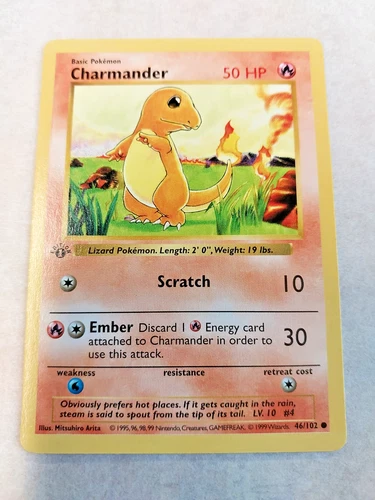 Basic Pokémon
Charmander 50 HP
Lizard Pokémon. Length: 2' 0", Weight: 19 lbs.
Scratch 10
Ember Discard 1 Energy card
attached to Charmander in order to
use this attack.
30
weakness resistance retreat cost
Obviously prefers hot places. If it gets caught in the rain,
steam is said to spout from the tip of its tail. LV. 10 #4
Illus. Mitsuhiro Arita © 1995, 96, 98, 99 Nintendo, Creatures, GAMEFREAK. © 1999 Wizards. 46/102